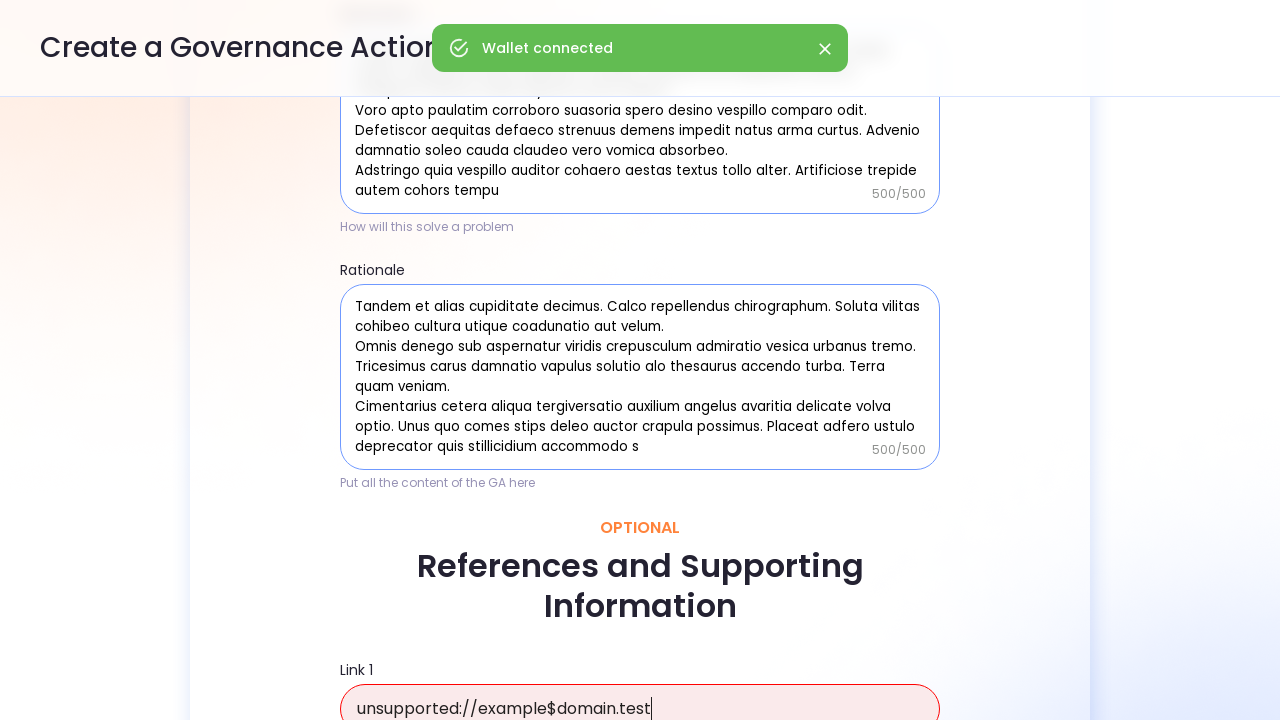 Create a Governance Action
Wallet connected
Voro apto paulatim corroboro suasoria spero desino vespillo comparo odit.
Defetiscor aequitas defaeco strenuus demens impedit natus arma curtus. Advenio
damnatio soleo cauda claudeo vero vomica absorbeo.
Adstringo quia vespillo auditor cohaero aestas textus tollo alter. Artificiose trepide
autem cohors tempu
500/500
How will this solve a problem
Rationale
Tandem et alias cupiditate decimus. Calco repellendus chirographum. Soluta vilitas
cohibeo cultura utique coadunatio aut velum.
Omnis denego sub aspernatur viridis crepusculum admiratio vesica urbanus tremo.
Tricesimus carus damnatio vapulus solutio alo thesaurus accendo turba. Terra
quam veniam.
Cimentarius cetera aliqua tergiversatio auxilium angelus avaritia delicate volva
optio. Unus quo comes stips deleo auctor crapula possimus. Placeat adfero ustulo
deprecator quis stillicidium accommodo s
500/500
Put all the content of the GA here
OPTIONAL
References and Supporting
Information
Link 1
unsupported://example$domain.test